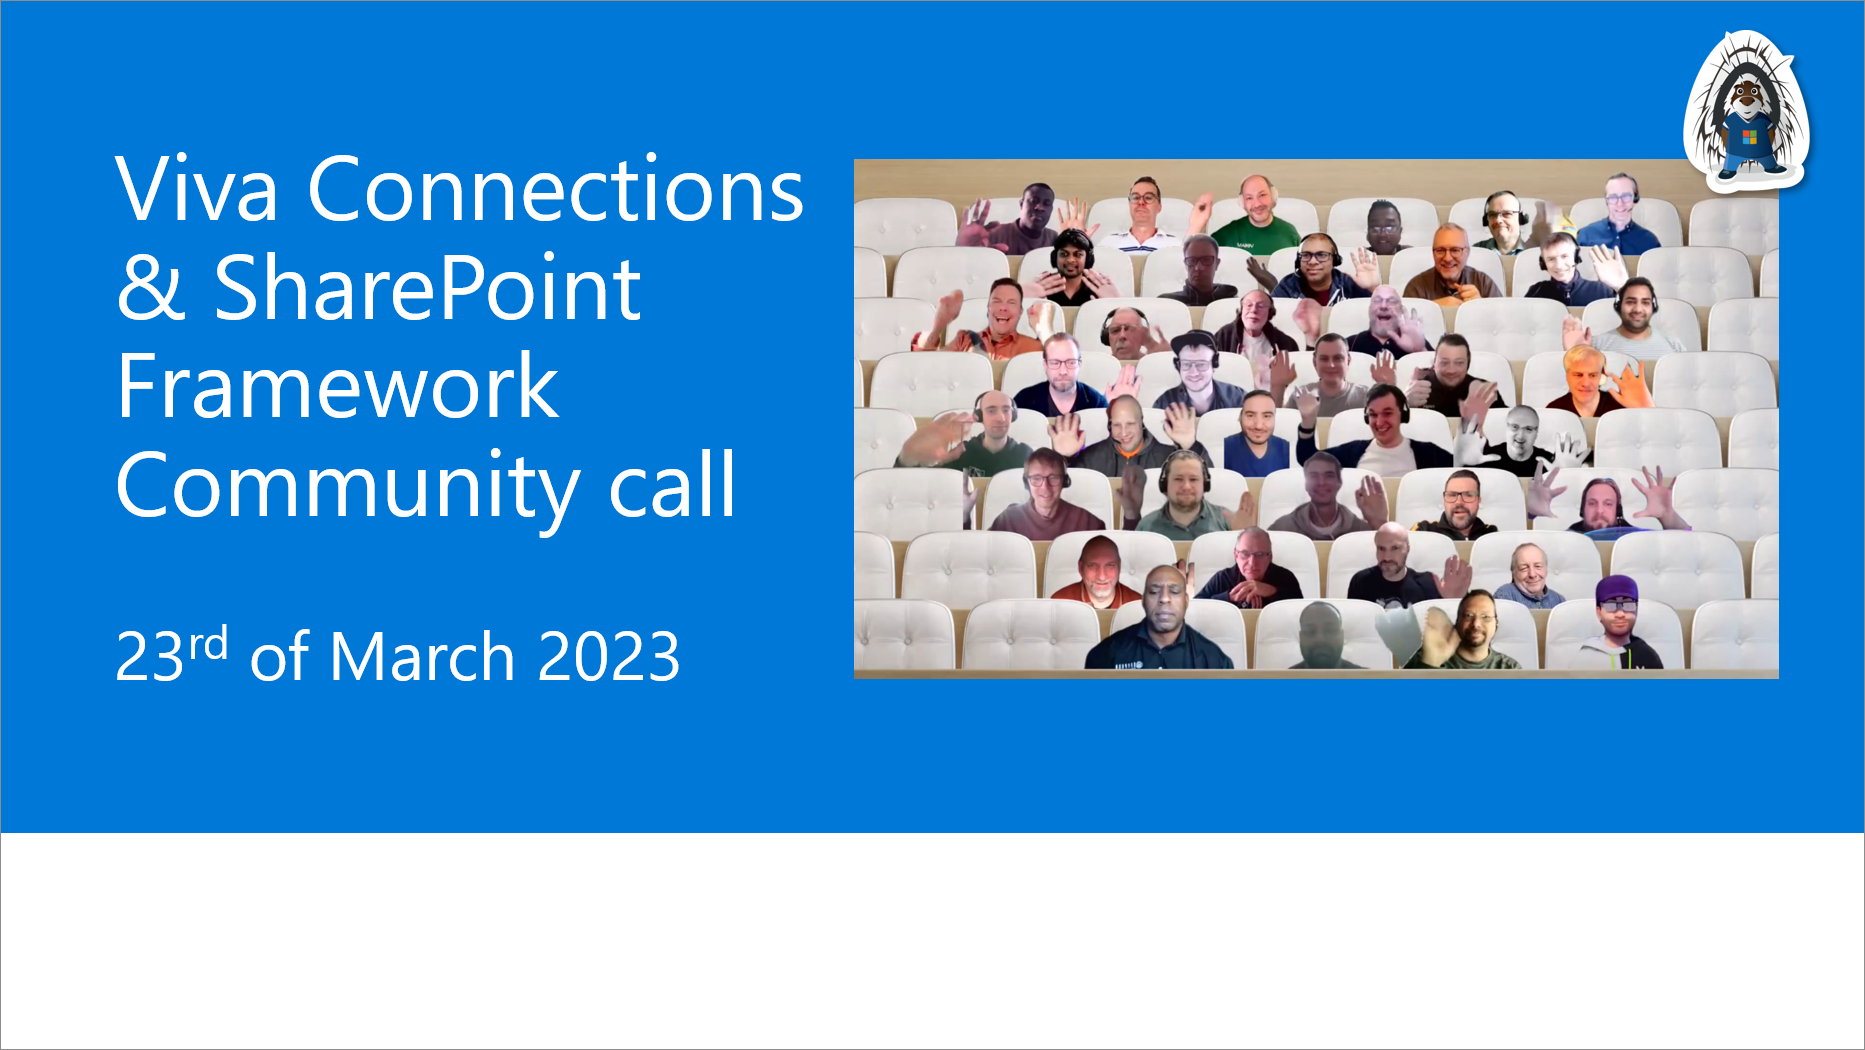 Viva Connections
& SharePoint
Framework
Community call
23rd of March 2023